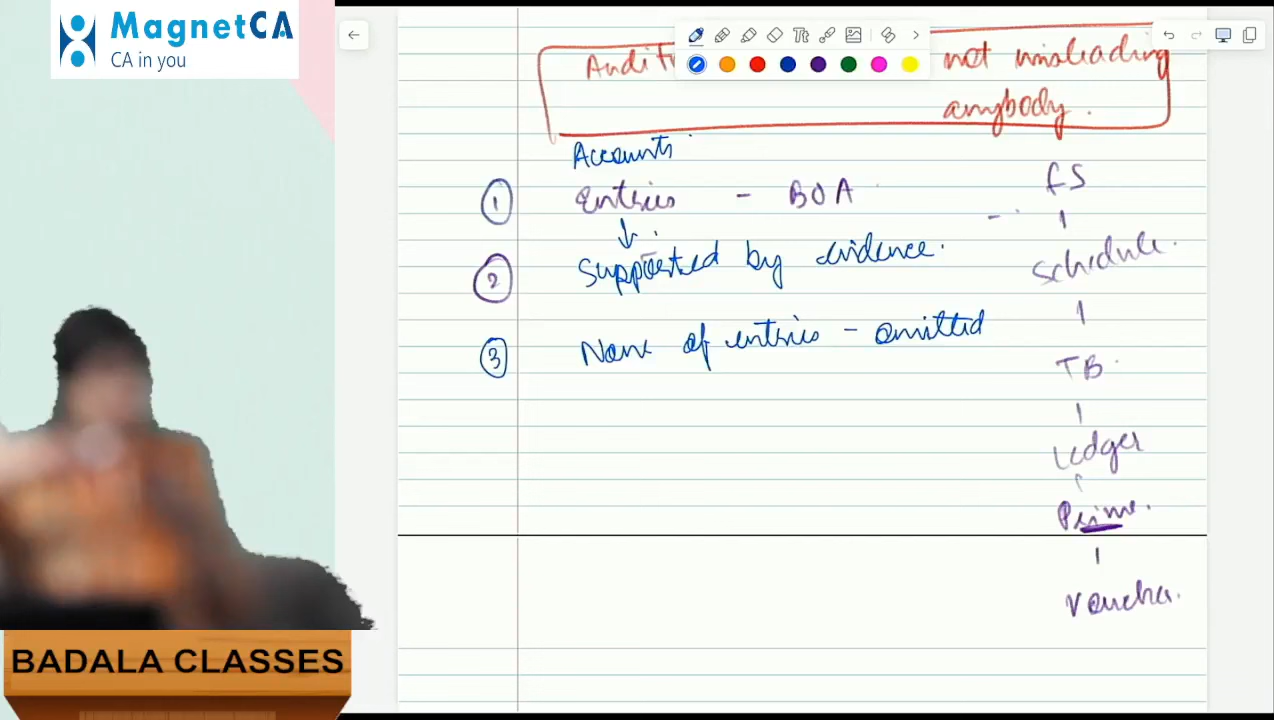 MagnetCA
CA in you
not misleading
anybody.
Accounts
① Entries - BOA
↓
② Supported by evidence.
③ None of entries - omitted
FS
Schedule
TB
Ledger
Prime.
BADALA CLASSES